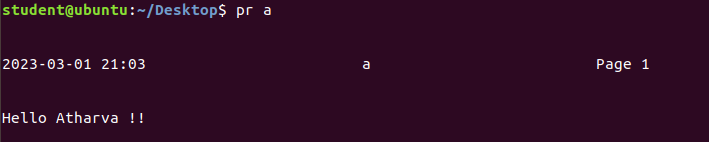 student@ubuntu:~/Desktop$ pr a
2023-03-01 21:03 a Page 1
Hello Atharva !!